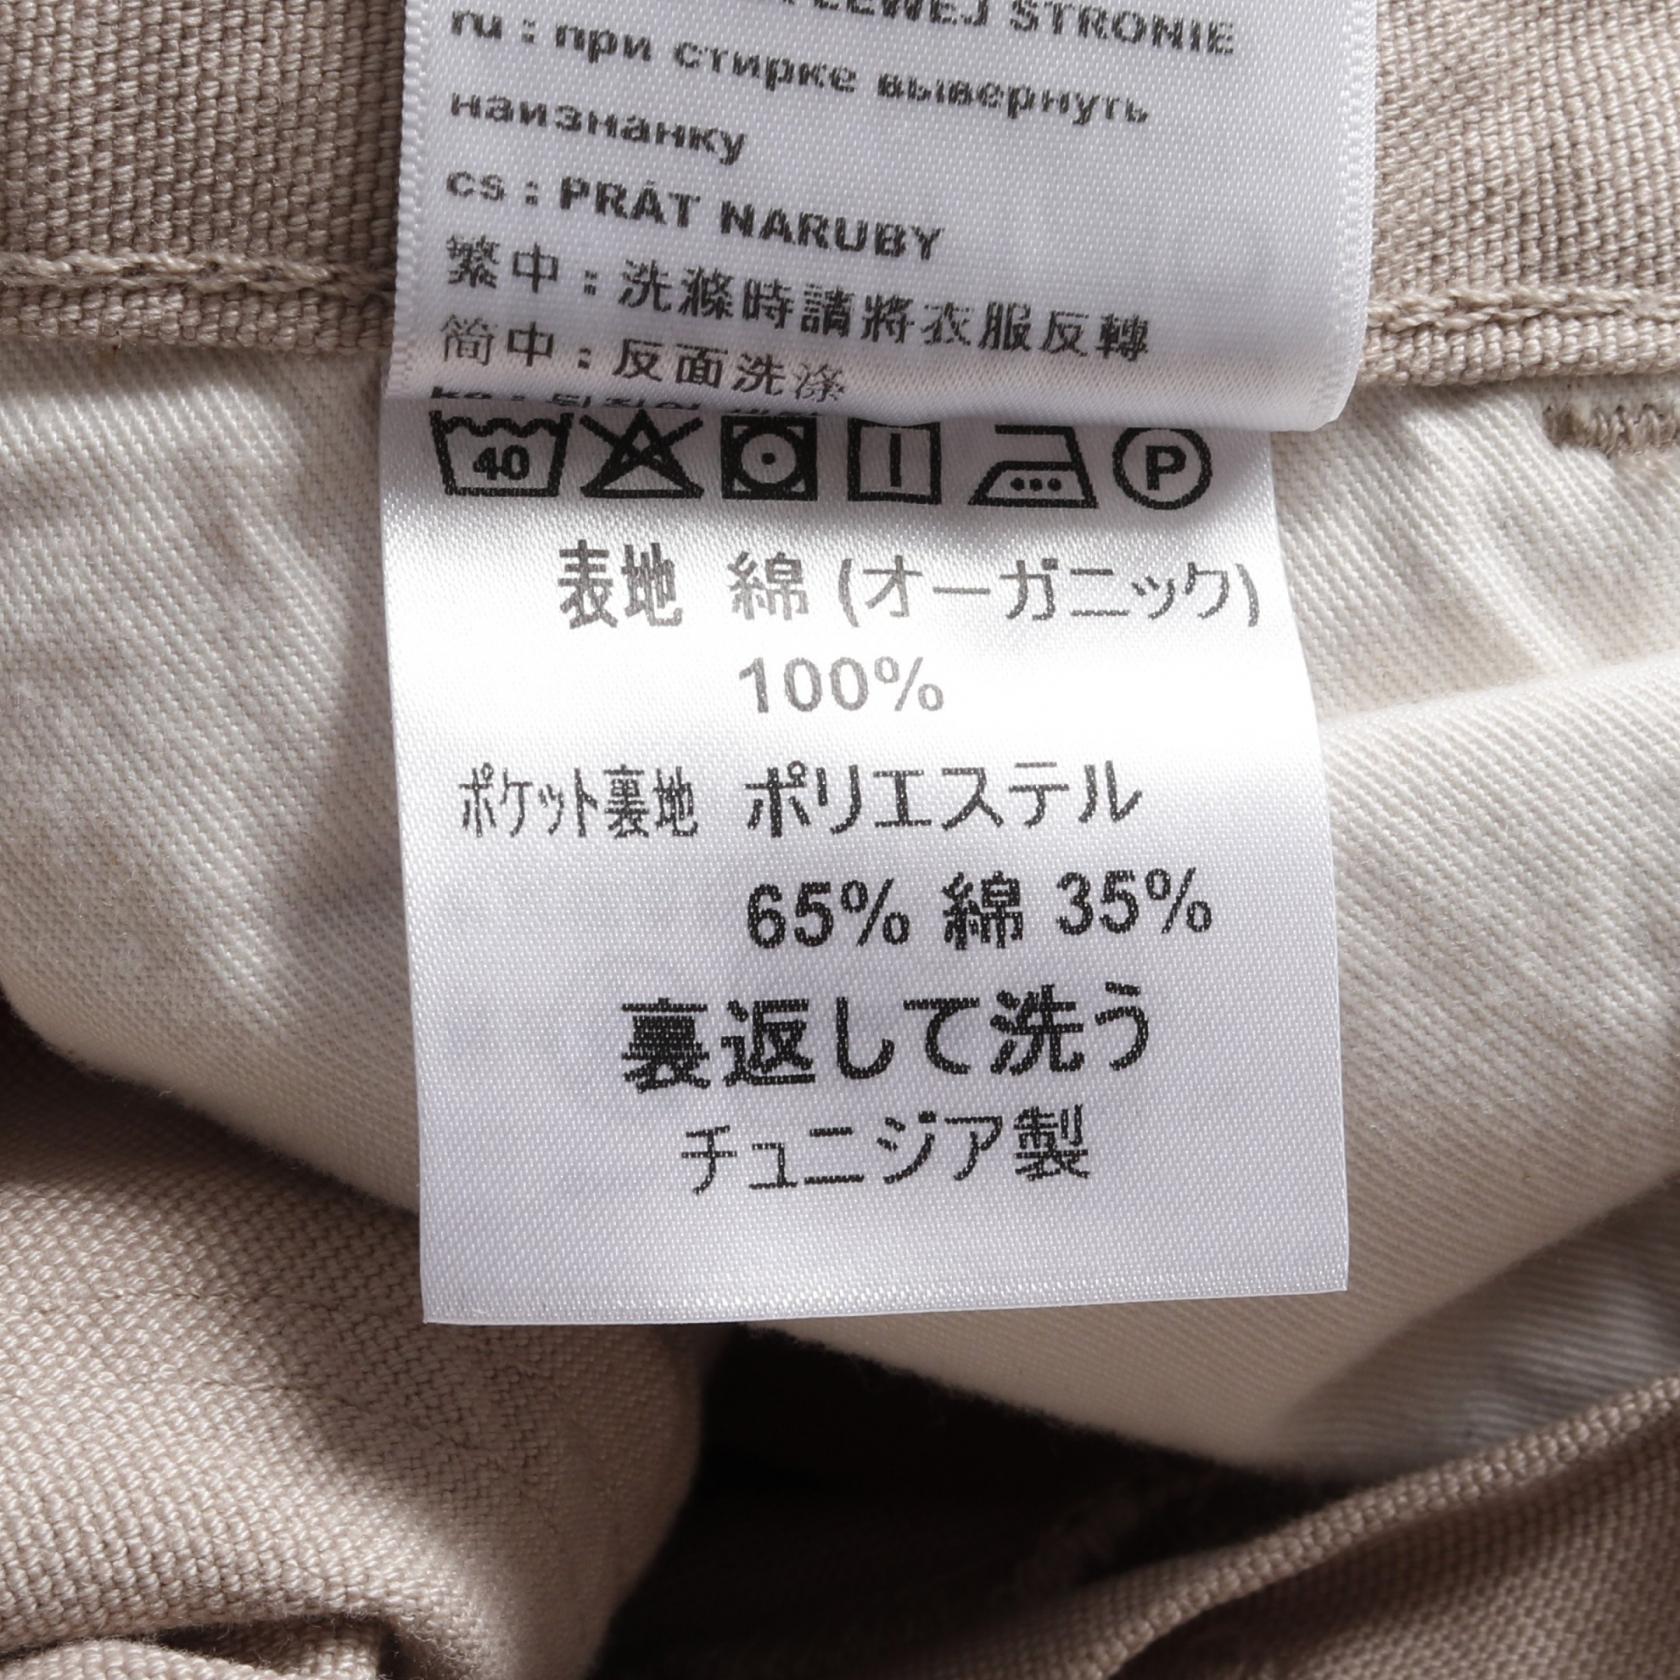 LEWEJ STRONIE
ru : при стирке вывернуть
наизнанку
cs : PRÁT NARUBY
繁中 : 洗滌時請將衣服反轉
简中 : 反面洗涤
40 P
表地 綿 (オーガニック)
100%
ポケット裏地 ポリエステル
65% 綿 35%
裏返して洗う
チュニジア製